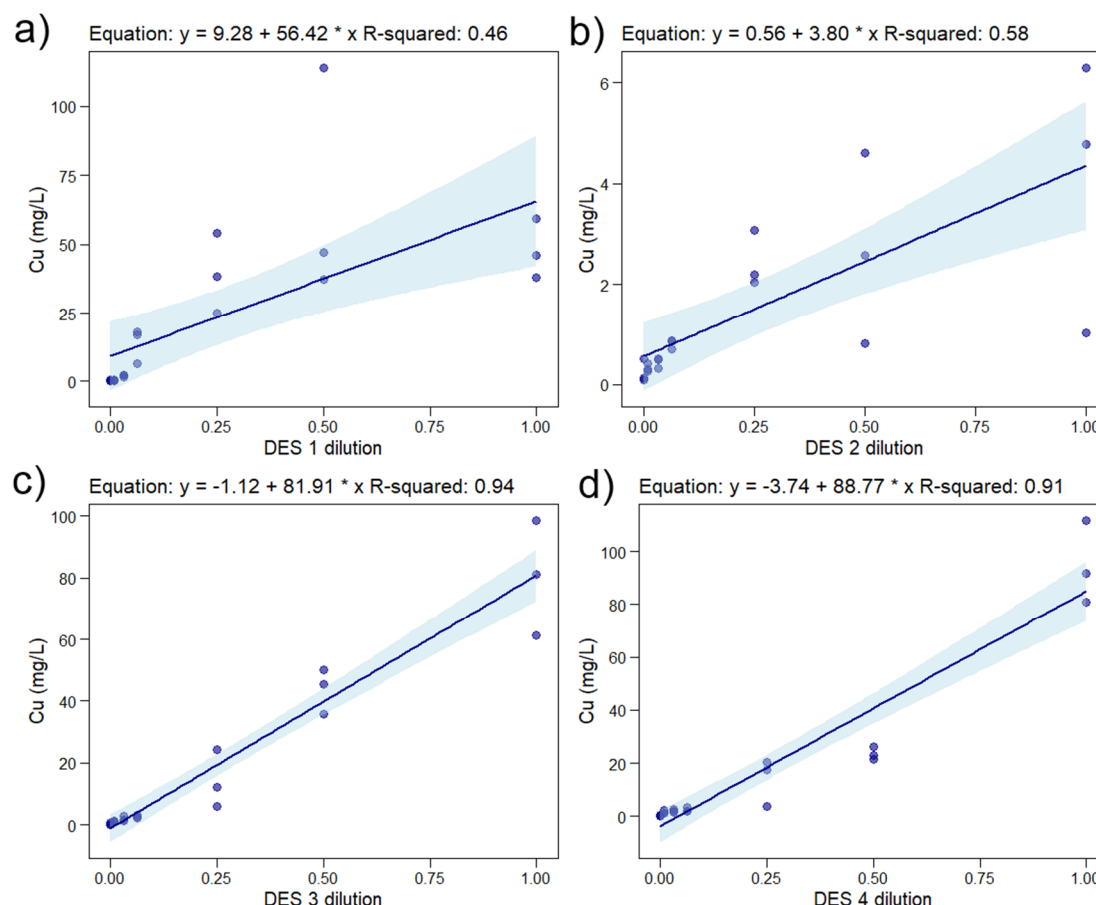 a)
Equation: y = 9.28 + 56.42 * x R-squared: 0.46
Cu (mg/L)
100
75
50
25
0
0.00 0.25 0.50 0.75 1.00
DES 1 dilution
b)
Equation: y = 0.56 + 3.80 * x R-squared: 0.58
Cu (mg/L)
6
4
2
0
0.00 0.25 0.50 0.75 1.00
DES 2 dilution
c)
Equation: y = -1.12 + 81.91 * x R-squared: 0.94
Cu (mg/L)
100
80
60
40
20
0
0.00 0.25 0.50 0.75 1.00
DES 3 dilution
d)
Equation: y = -3.74 + 88.77 * x R-squared: 0.91
Cu (mg/L)
100
80
60
40
20
0
0.00 0.25 0.50 0.75 1.00
DES 4 dilution